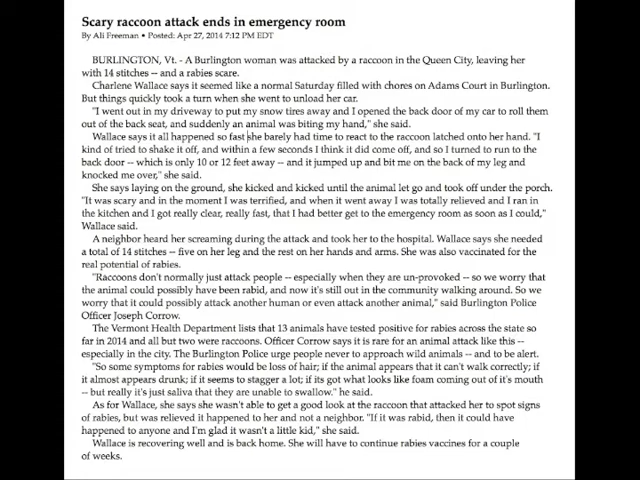 Scary raccoon attack ends in emergency room
By Ali Freeman • Posted: Apr 27, 2014 7:12 PM EDT
BURLINGTON, Vt. - A Burlington woman was attacked by a raccoon in the Queen City, leaving her
with 14 stitches -- and a rabies scare.
Charlene Wallace says it seemed like a normal Saturday filled with chores on Adams Court in Burlington.
But things quickly took a turn when she went to unload her car.
"I went out in my driveway to put my snow tires away and I opened the back door of my car to roll them
out of the back seat, and suddenly an animal was biting my hand," she said.
Wallace says it all happened so fast she barely had time to react to the raccoon latched onto her hand. "I
kind of tried to shake it off, and within a few seconds I think it did come off, and so I turned to run to the
back door -- which is only 10 or 12 feet away -- and it jumped up and bit me on the back of my leg and
knocked me over," she said.
She says laying on the ground, she kicked and kicked until the animal let go and took off under the porch.
"It was scary and in the moment I was terrified, and when it went away I was totally relieved and I ran in
the kitchen and I got really clear, really fast, that I had better get to the emergency room as soon as I could,"
Wallace said.
A neighbor heard her screaming during the attack and took her to the hospital. Wallace says she needed
a total of 14 stitches -- five on her leg and the rest on her hands and arms. She was also vaccinated for the
real potential of rabies.
"Raccoons don't normally just attack people -- especially when they are un-provoked -- so we worry that
the animal could possibly have been rabid, and now it's still out in the community walking around. So we
worry that it could possibly attack another human or even attack another animal," said Burlington Police
Officer Joseph Corrow.
The Vermont Health Department lists that 13 animals have tested positive for rabies across the state so
far in 2014 and all but two were raccoons. Officer Corrow says it is rare for an animal attack like this --
especially in the city. The Burlington Police urge people never to approach wild animals -- and to be alert.
"So some symptoms for rabies would be loss of hair; if the animal appears that it can't walk correctly; if
it almost appears drunk; if it seems to stagger a lot; if its got what looks like foam coming out of it's mouth
-- but really it's just saliva that they are unable to swallow." he said.
As for Wallace, she says she wasn't able to get a good look at the raccoon that attacked her to spot signs
of rabies, but was relieved it happened to her and not a neighbor. "If it was rabid, then it could have
happened to anyone and I'm glad it wasn't a little kid," she said.
Wallace is recovering well and is back home. She will have to continue rabies vaccines for a couple
of weeks.